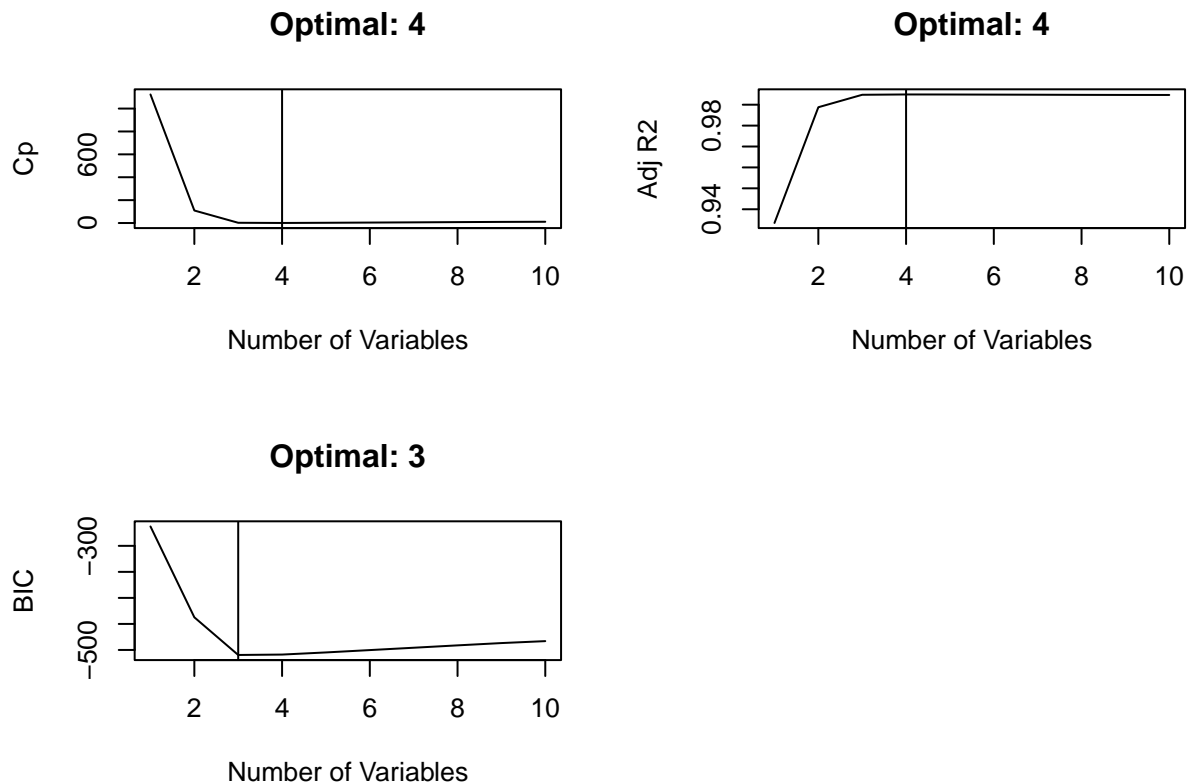 Optimal: 4
Cp
600
0
2 4 6 8 10
Number of Variables
Optimal: 4
Adj R2
0.98
0.94
2 4 6 8 10
Number of Variables
Optimal: 3
BIC
−300
−500
2 4 6 8 10
Number of Variables